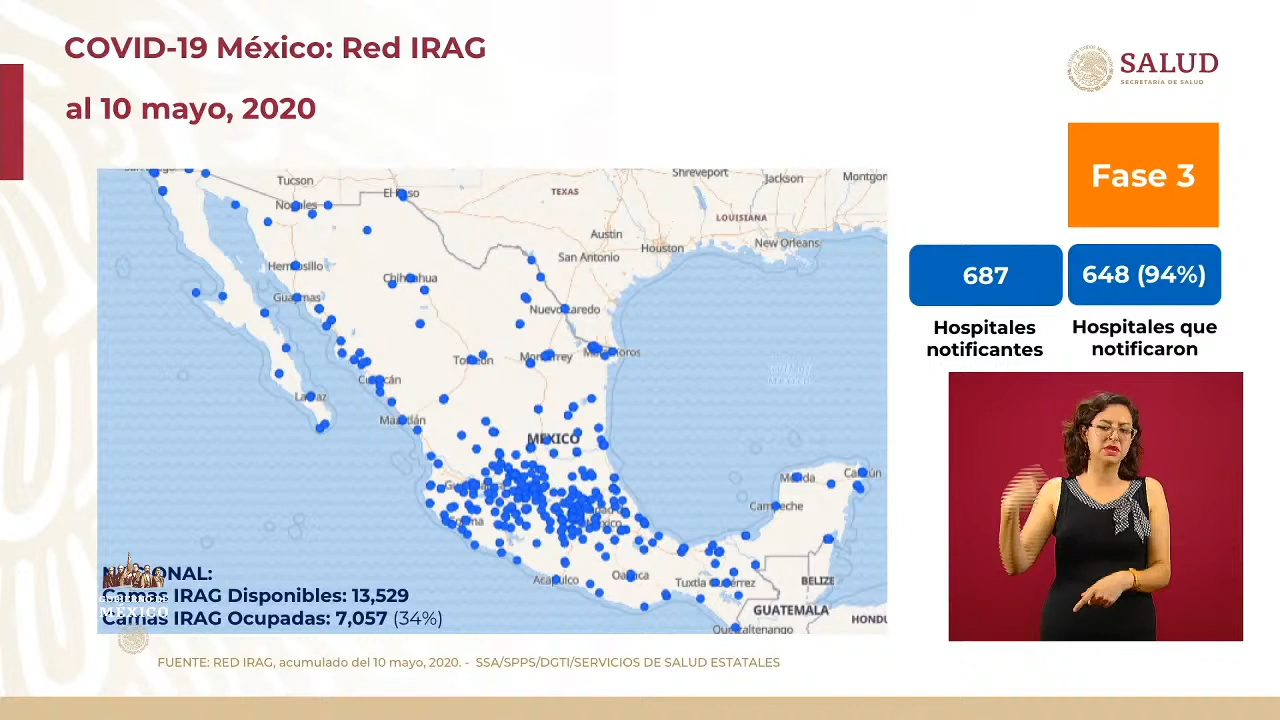 COVID-19 México: Red IRAG
al 10 mayo, 2020
SALUD
SECRETARÍA DE SALUD
Fase 3
687
648 (94%)
Hospitales
notificantes
Hospitales que
notificaron
Tucson
El Paso
TEXAS
Shreveport
Jackson
Nogales
LOUISIANA
Austin
Houston
New Orleans
San Antonio
Hermosillo
Chihuahua
Guaymas
Nuevo Laredo
Torreón
Monterrey
Matamoros
Culiacán
La Paz
Mazatlán
MÉXICO
Mérida
Cancún
Campeche
Acapulco
Oaxaca
Tuxtla Gutiérrez
BELIZE
GUATEMALA
Quetzaltenango
IRAG Disponibles: 13,529
Camas IRAG Ocupadas: 7,057 (34%)
MÉXICO
FUENTE: RED IRAG, acumulado del 10 mayo, 2020. - SSA/SPPS/DGTI/SERVICIOS DE SALUD ESTATALES